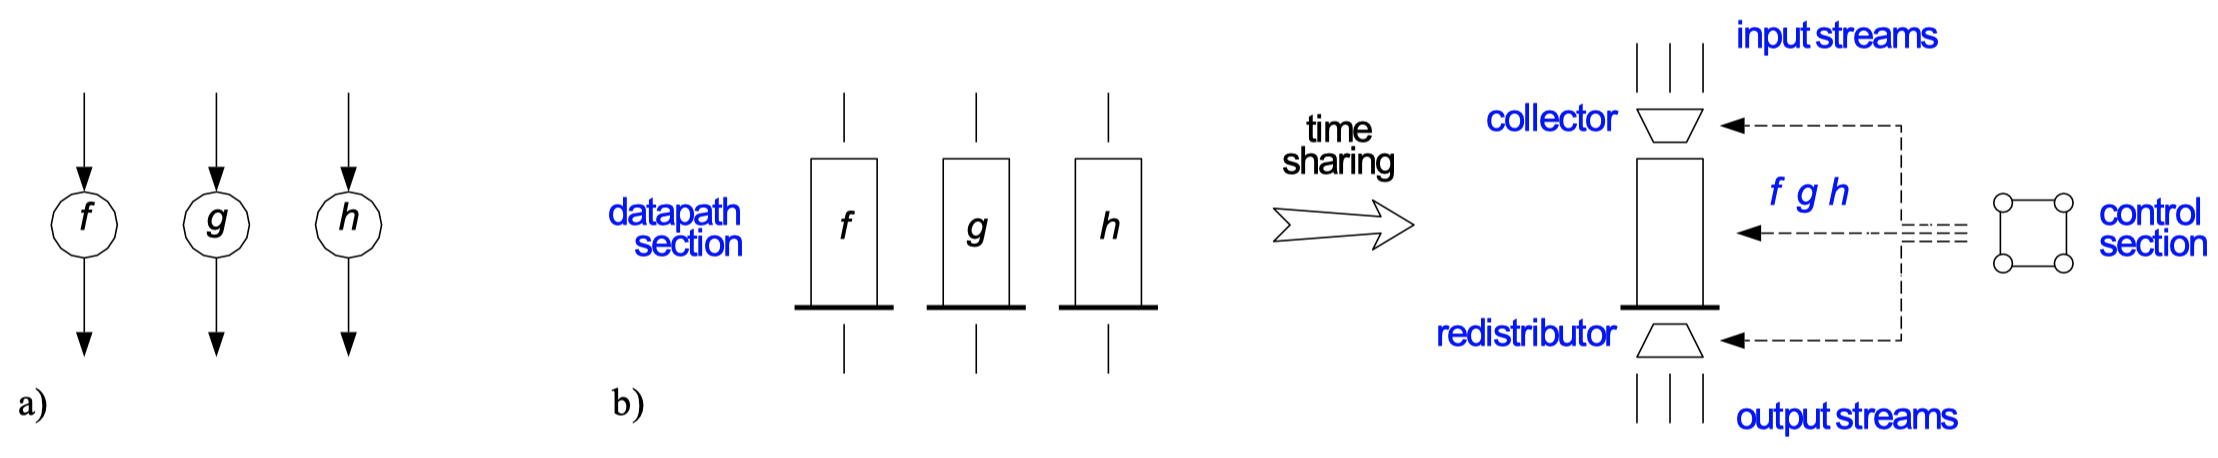 f
g
h
a)
datapath
section
f
g
h
b)
time
sharing
input streams
collector
f g h
control
section
redistributor
output streams